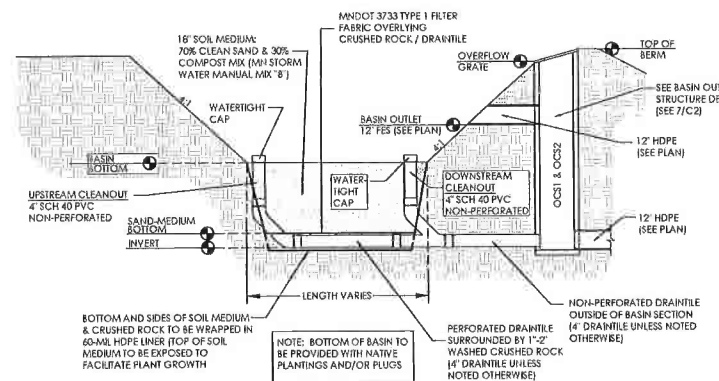 MNDOT 3733 TYPE 1 FILTER
FABRIC OVERLYING
CRUSHED ROCK / DRAINTILE
18" SOIL MEDIUM:
70% CLEAN SAND & 30%
COMPOST MIX (MN STORM
WATER MANUAL MIX "B")
OVERFLOW
GRATE
TOP OF
BERM
4:1
WATERTIGHT
CAP
BASIN OUTLET
12" FES (SEE PLAN)
SEE BASIN OUT
STRUCTURE DE
(SEE 7/C2)
4:1
12" HDPE
(SEE PLAN)
BASIN
BOTTOM
WATER-
TIGHT
CAP
DOWNSTREAM
CLEANOUT
4" SCH 40 PVC
NON-PERFORATED
OCS1 & OCS2
UPSTREAM CLEANOUT
4" SCH 40 PVC
NON-PERFORATED
SAND-MEDIUM
BOTTOM
INVERT
12" HDPE
(SEE PLAN)
LENGTH VARIES
BOTTOM AND SIDES OF SOIL MEDIUM
& CRUSHED ROCK TO BE WRAPPED IN
60-MIL HDPE LINER (TOP OF SOIL
MEDIUM TO BE EXPOSED TO
FACILITATE PLANT GROWTH
NOTE: BOTTOM OF BASIN TO
BE PROVIDED WITH NATIVE
PLANTINGS AND/OR PLUGS
PERFORATED DRAINTILE
SURROUNDED BY 1"-2"
WASHED CRUSHED ROCK
(4" DRAINTILE UNLESS
NOTED OTHERWISE)
NON-PERFORATED DRAINTILE
OUTSIDE OF BASIN SECTION
(4" DRAINTILE UNLESS NOTED
OTHERWISE)